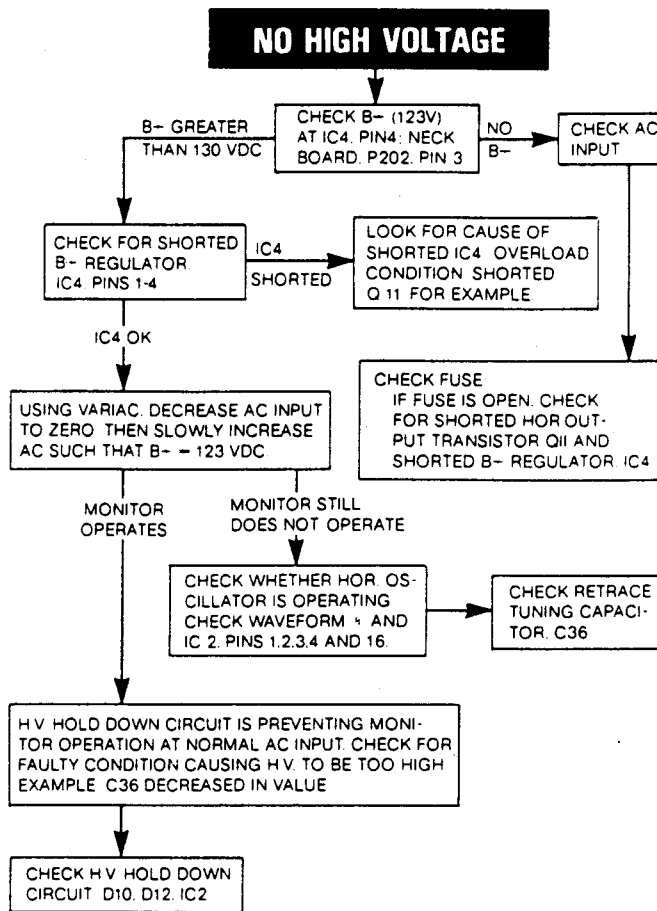 NO HIGH VOLTAGE
CHECK B+ (123V)
AT IC4, PIN4; NECK
BOARD, P202, PIN 3
B+ GREATER
THAN 130 VDC
NO
B+
CHECK AC
INPUT
CHECK FOR SHORTED
B+ REGULATOR
IC4, PINS 1-4
IC4
SHORTED
LOOK FOR CAUSE OF
SHORTED IC4 OVERLOAD
CONDITION SHORTED
Q 11 FOR EXAMPLE
IC4 OK
CHECK FUSE
IF FUSE IS OPEN, CHECK
FOR SHORTED HOR OUT-
PUT TRANSISTOR Q11 AND
SHORTED B+ REGULATOR, IC4
USING VARIAC, DECREASE AC INPUT
TO ZERO THEN SLOWLY INCREASE
AC SUCH THAT B+ = 123 VDC
MONITOR
OPERATES
MONITOR STILL
DOES NOT OPERATE
CHECK WHETHER HOR. OS-
CILLATOR IS OPERATING
CHECK WAVEFORM AND
IC 2, PINS 1,2,3,4 AND 16.
CHECK RETRACE
TUNING CAPACI-
TOR, C36
H V HOLD DOWN CIRCUIT IS PREVENTING MONI-
TOR OPERATION AT NORMAL AC INPUT. CHECK FOR
FAULTY CONDITION CAUSING H V. TO BE TOO HIGH
EXAMPLE C36 DECREASED IN VALUE
CHECK H V HOLD DOWN
CIRCUIT D10, D12, IC2